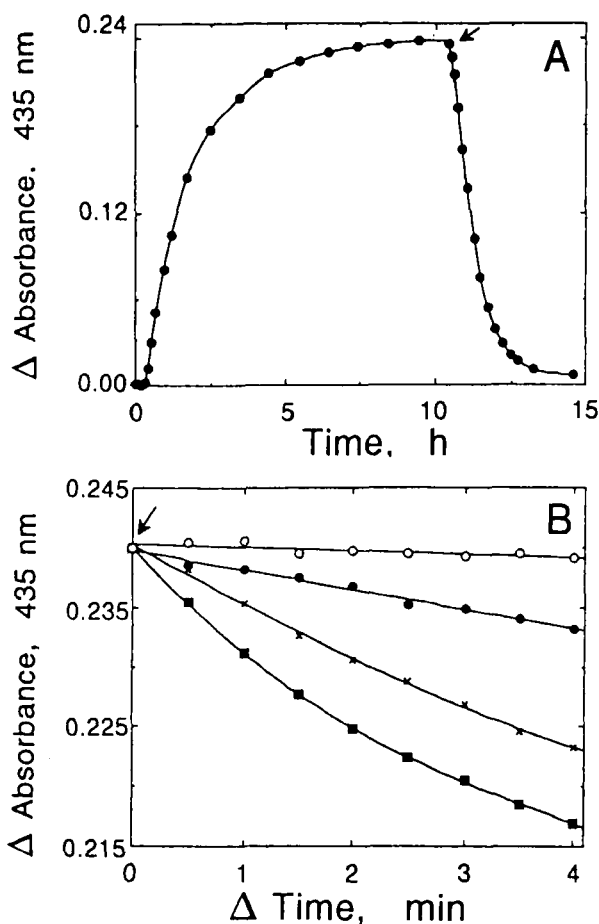 0.24
A
0.12
0.00
0 5 10 15
Time, h
Δ Absorbance. 435 nm
0.245
B
0.235
0.225
0.215
0 1 2 3 4
Δ Time, min
Δ Absorbance, 435 nm